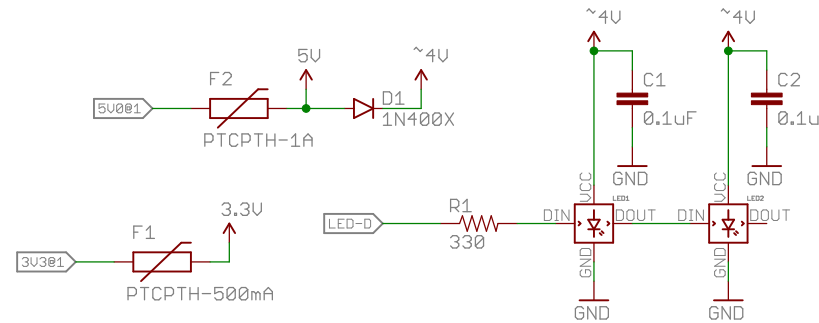 ~4V
~4V
5V
~4V
F2
D1
C1
C2
5V0@1
1N400X
0.1uF
0.1u
PTCPTH-1A
GND
GND
VCC
VCC
3.3V
R1
LED1
LED2
LED-D
DIN
DOUT
DIN
DOUT
F1
330
3V3@1
GND
GND
PTCPTH-500mA
GND
GND